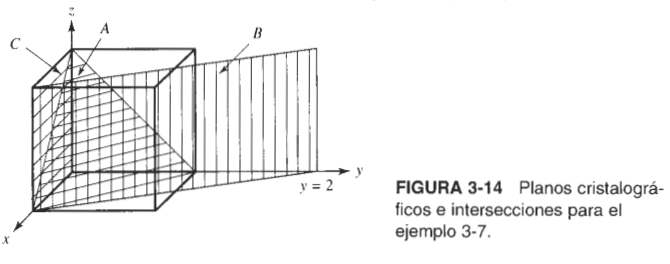 z
A
B
C
y
y = 2
x
FIGURA 3-14 Planos cristalográ-
ficos e intersecciones para el
ejemplo 3-7.